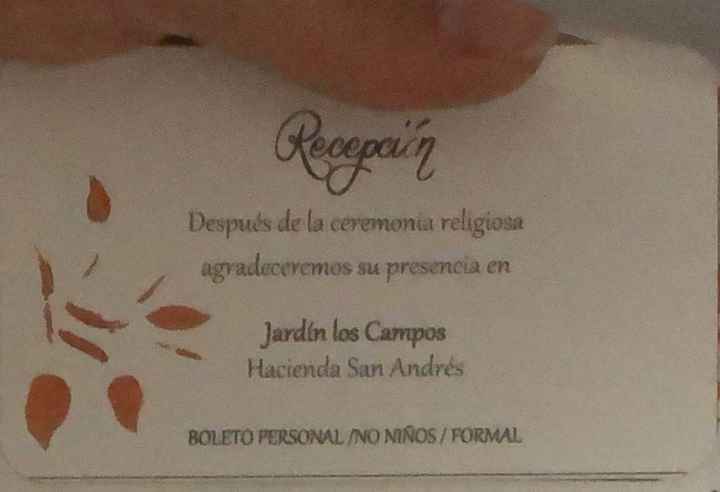 Recepción
Después de la ceremonia religiosa
agradeceremos su presencia en
Jardín los Campos
Hacienda San Andrés
BOLETO PERSONAL /NO NIÑOS / FORMAL